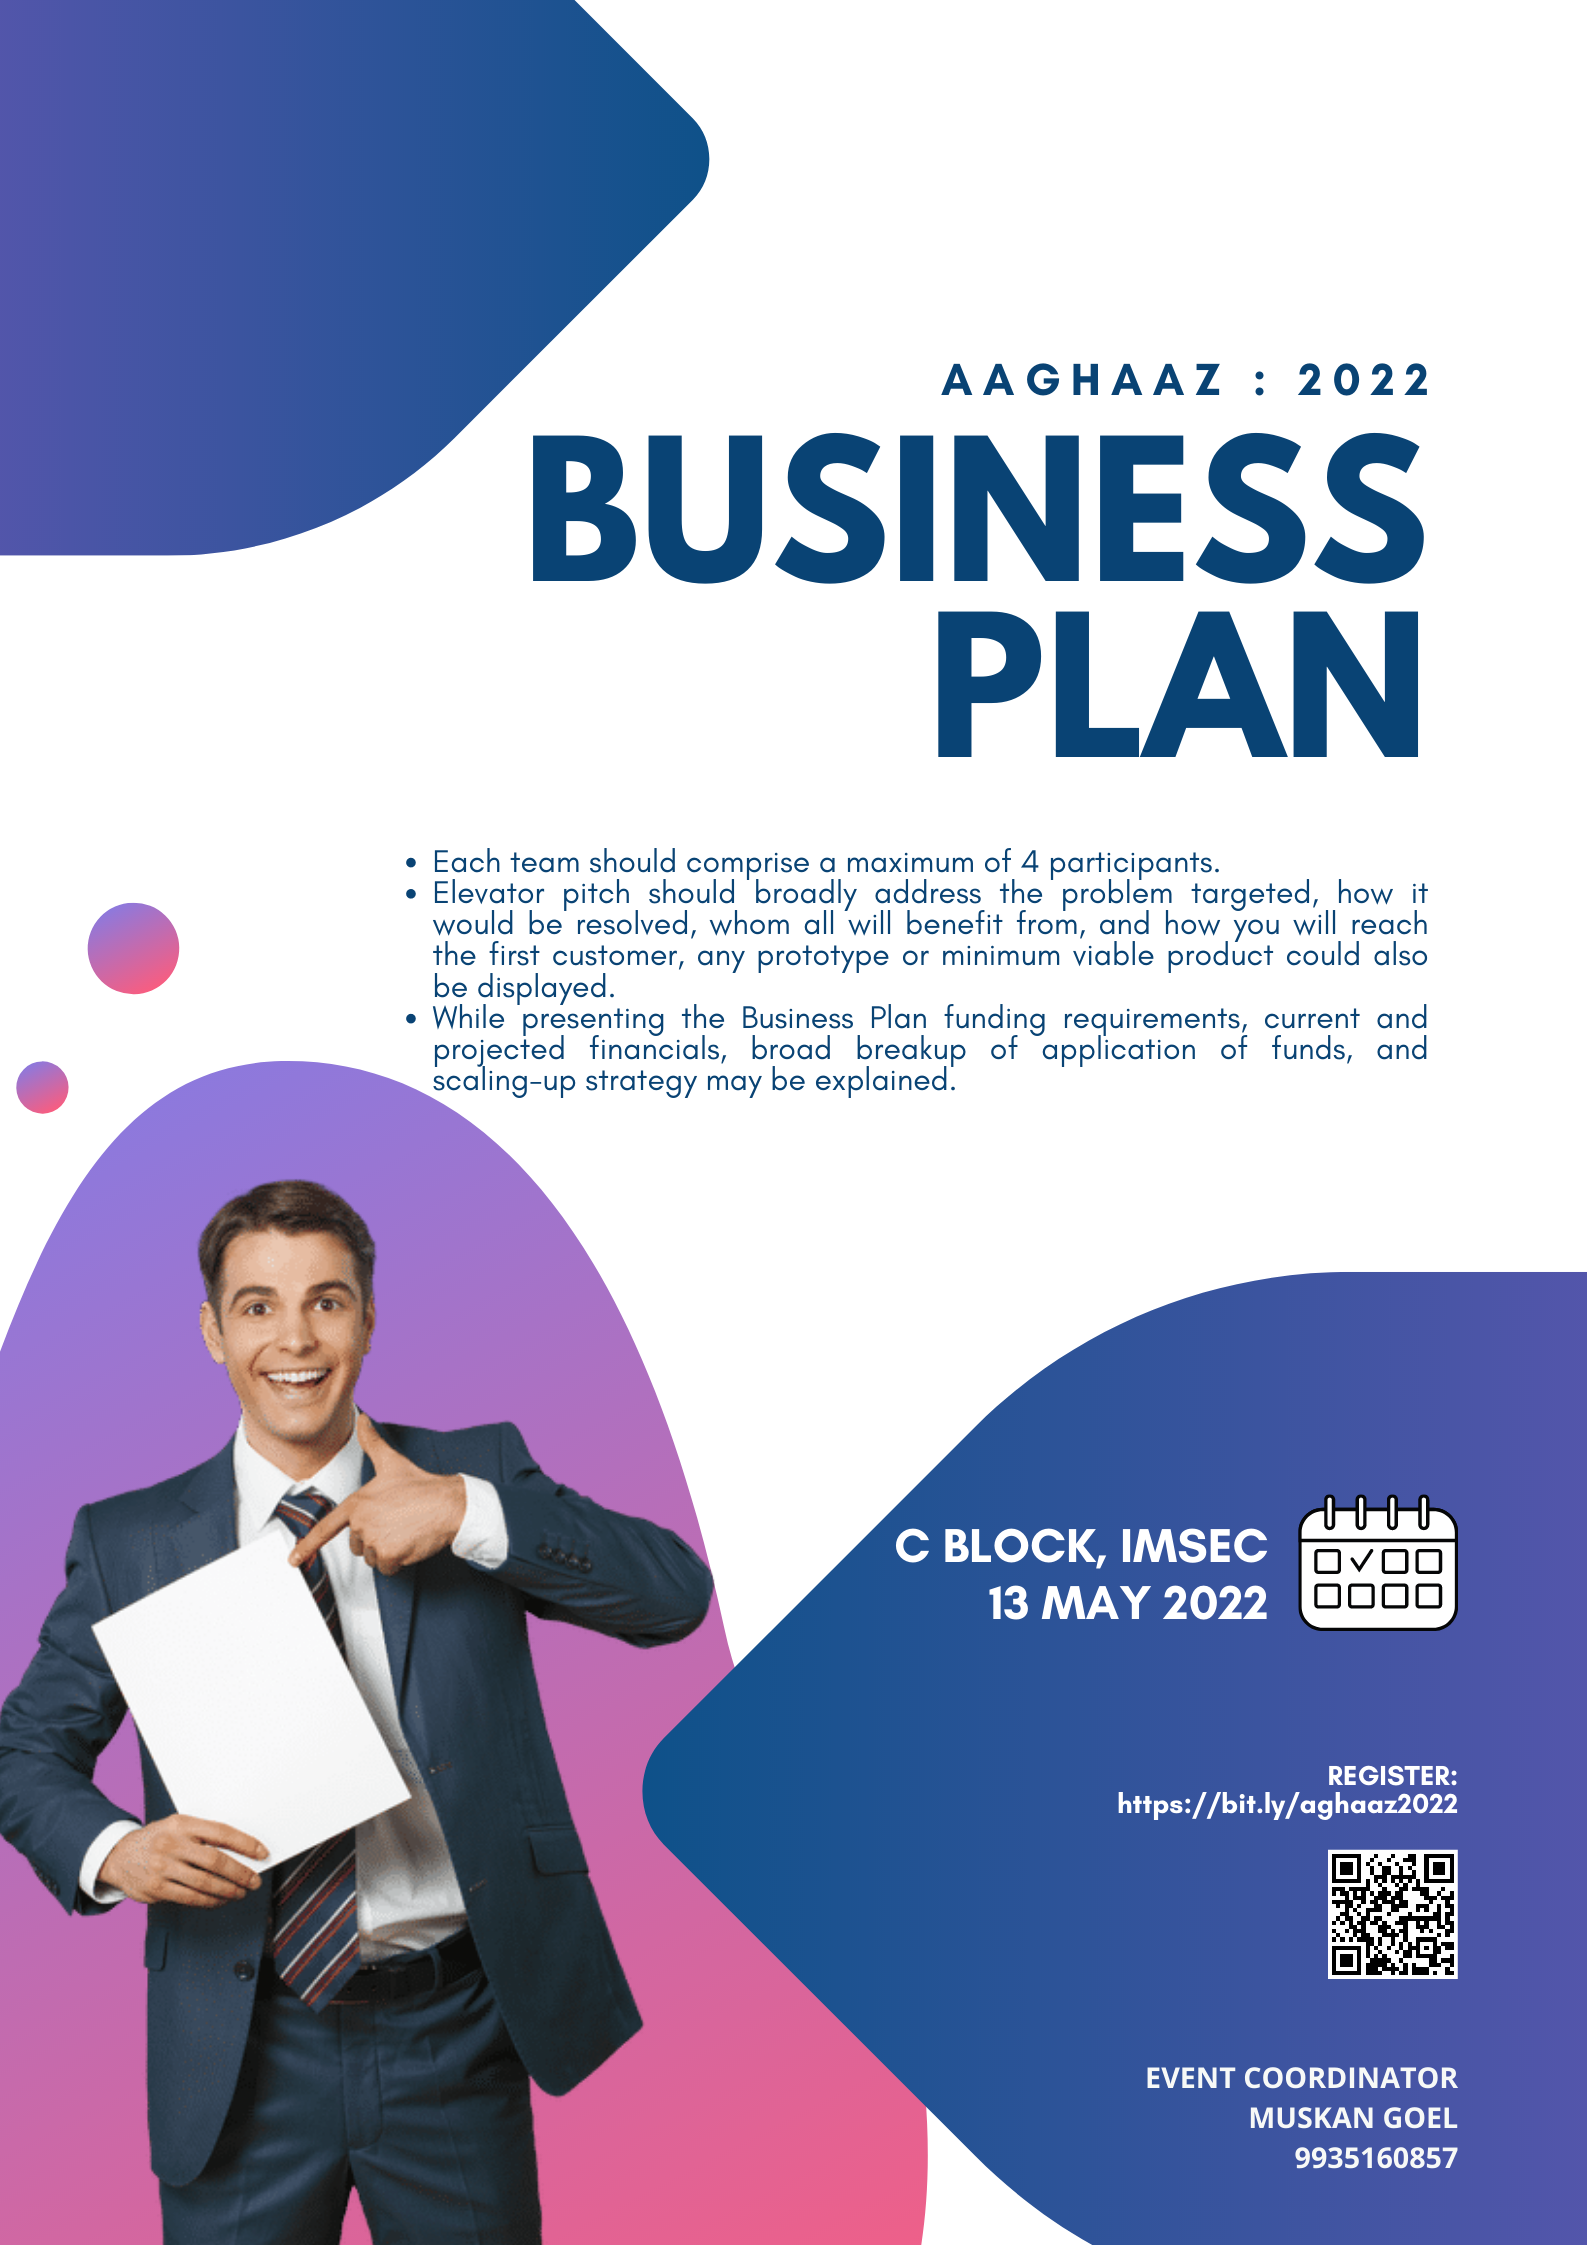 AAGHAAZ : 2022
BUSINESS
PLAN
• Each team should comprise a maximum of 4 participants.
• Elevator pitch should broadly address the problem targeted, how it
would be resolved, whom all will benefit from, and how you will reach
the first customer, any prototype or minimum viable product could also
be displayed.
• While presenting the Business Plan funding requirements, current and
projected financials, broad breakup of application of funds, and
scaling-up strategy may be explained.
C BLOCK, IMSEC
13 MAY 2022
REGISTER:
https://bit.ly/aghaaz2022
EVENT COORDINATOR
MUSKAN GOEL
9935160857